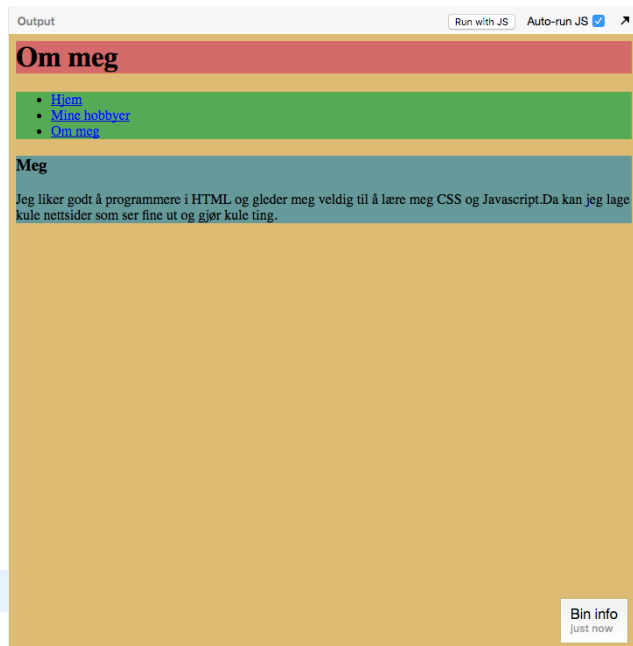 Output Run with JS Auto-run JS
Om meg
Hjem
Mine hobbyer
Om meg
Meg
Jeg liker godt å programmere i HTML og gleder meg veldig til å lære meg CSS og Javascript.Da kan jeg lage
kule nettsider som ser fine ut og gjør kule ting.
Bin info
just now